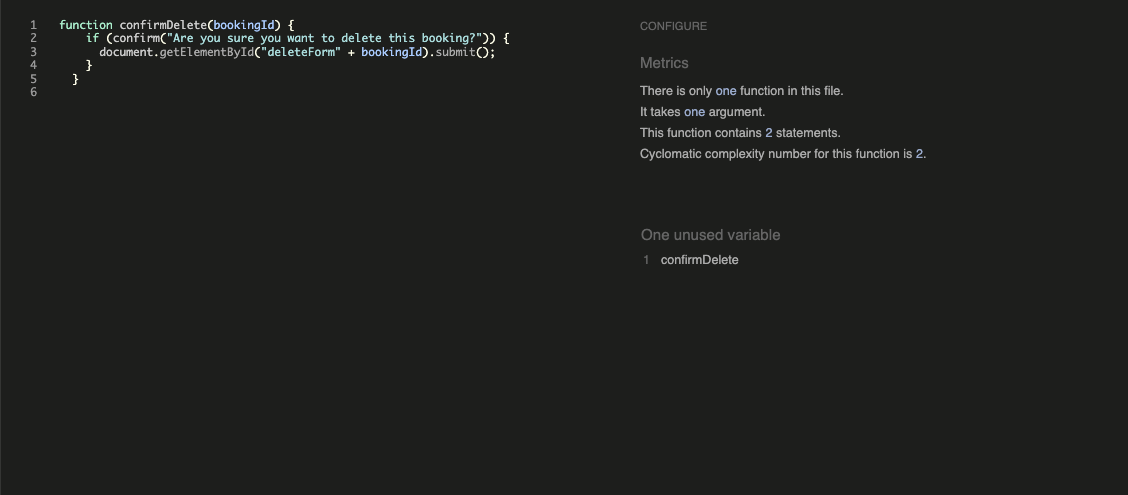 1 function confirmDelete(bookingId) {
2 if (confirm("Are you sure you want to delete this booking?")) {
3 document.getElementById("deleteForm" + bookingId).submit();
4 }
5 }
6
CONFIGURE
Metrics
There is only one function in this file.
It takes one argument.
This function contains 2 statements.
Cyclomatic complexity number for this function is 2.
One unused variable
1 confirmDelete